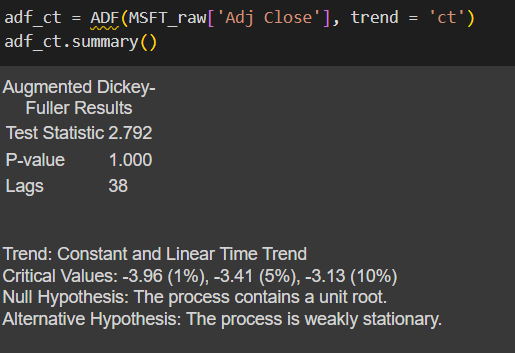 adf_ct = ADF(MSFT_raw['Adj Close'], trend = 'ct')
adf_ct.summary()
Augmented Dickey-
Fuller Results
Test Statistic 2.792
P-value 1.000
Lags 38
Trend: Constant and Linear Time Trend
Critical Values: -3.96 (1%), -3.41 (5%), -3.13 (10%)
Null Hypothesis: The process contains a unit root.
Alternative Hypothesis: The process is weakly stationary.